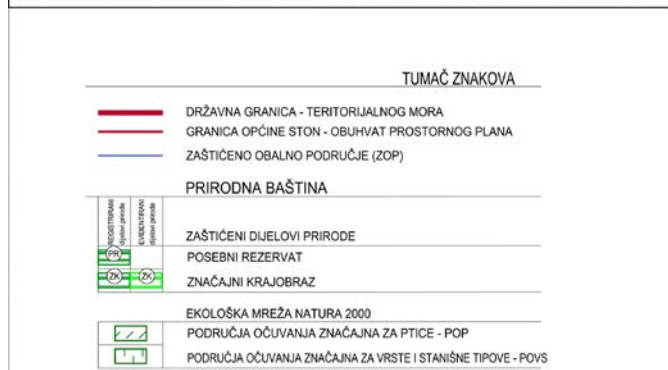 TUMAČ ZNAKOVA
DRŽAVNA GRANICA - TERITORIJALNOG MORA
GRANICA OPĆINE STON - OBUHVAT PROSTORNOG PLANA
ZAŠTIĆENO OBALNO PODRUČJE (ZOP)
PRIRODNA BAŠTINA
REGISTRIRANI
dijelovi prirode
EVIDENTIRANI
dijelovi prirode
ZAŠTIĆENI DIJELOVI PRIRODE
PR POSEBNI REZERVAT
ZK ZK ZNAČAJNI KRAJOBRAZ
EKOLOŠKA MREŽA NATURA 2000
PODRUČJA OČUVANJA ZNAČAJNA ZA PTICE - POP
PODRUČJA OČUVANJA ZNAČAJNA ZA VRSTE I STANIŠNE TIPOVE - POVS